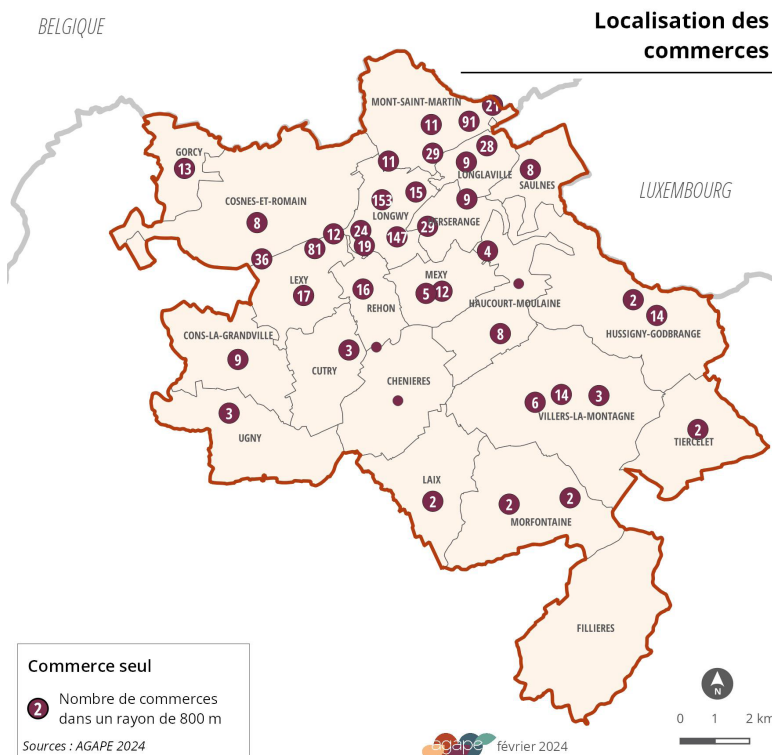 BELGIQUE
Localisation des
commerces
MONT-SAINT-MARTIN
21
11
91
GORCY
13
11
29
28
9
LONGLAVILLE
8
SAULNES
LUXEMBOURG
COSNES-ET-ROMAIN
8
153
15
9
LONGWY
29
ERSERANGE
12
24
147
81
19
36
4
LEXY
17
16
REHON
MEXY
5
12
HAUCOURT-MOULAINE
2
14
HUSSIGNY-GODBRANGE
8
CONS-LA-GRANDVILLE
9
3
CUTRY
CHENIERES
3
UGNY
6
14
3
VILLERS-LA-MONTAGNE
2
TIERCELET
LAIX
2
2
2
MORFONTAINE
FILLIERES
Commerce seul
2
Nombre de commerces
dans un rayon de 800 m
Sources : AGAPE 2024
agape
février 2024
N
0 1 2 km